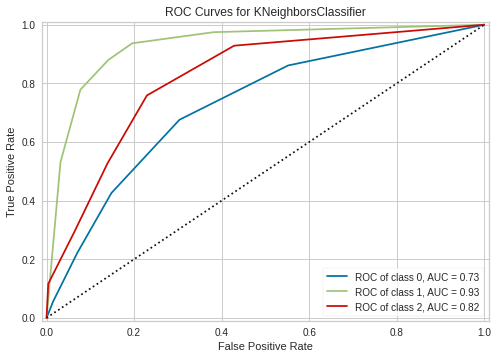 ROC Curves for KNeighborsClassifier
True Positive Rate
1.0
0.8
0.6
0.4
0.2
0.0
ROC of class 0, AUC = 0.73
ROC of class 1, AUC = 0.93
ROC of class 2, AUC = 0.82
0.0 0.2 0.4 0.6 0.8 1.0
False Positive Rate